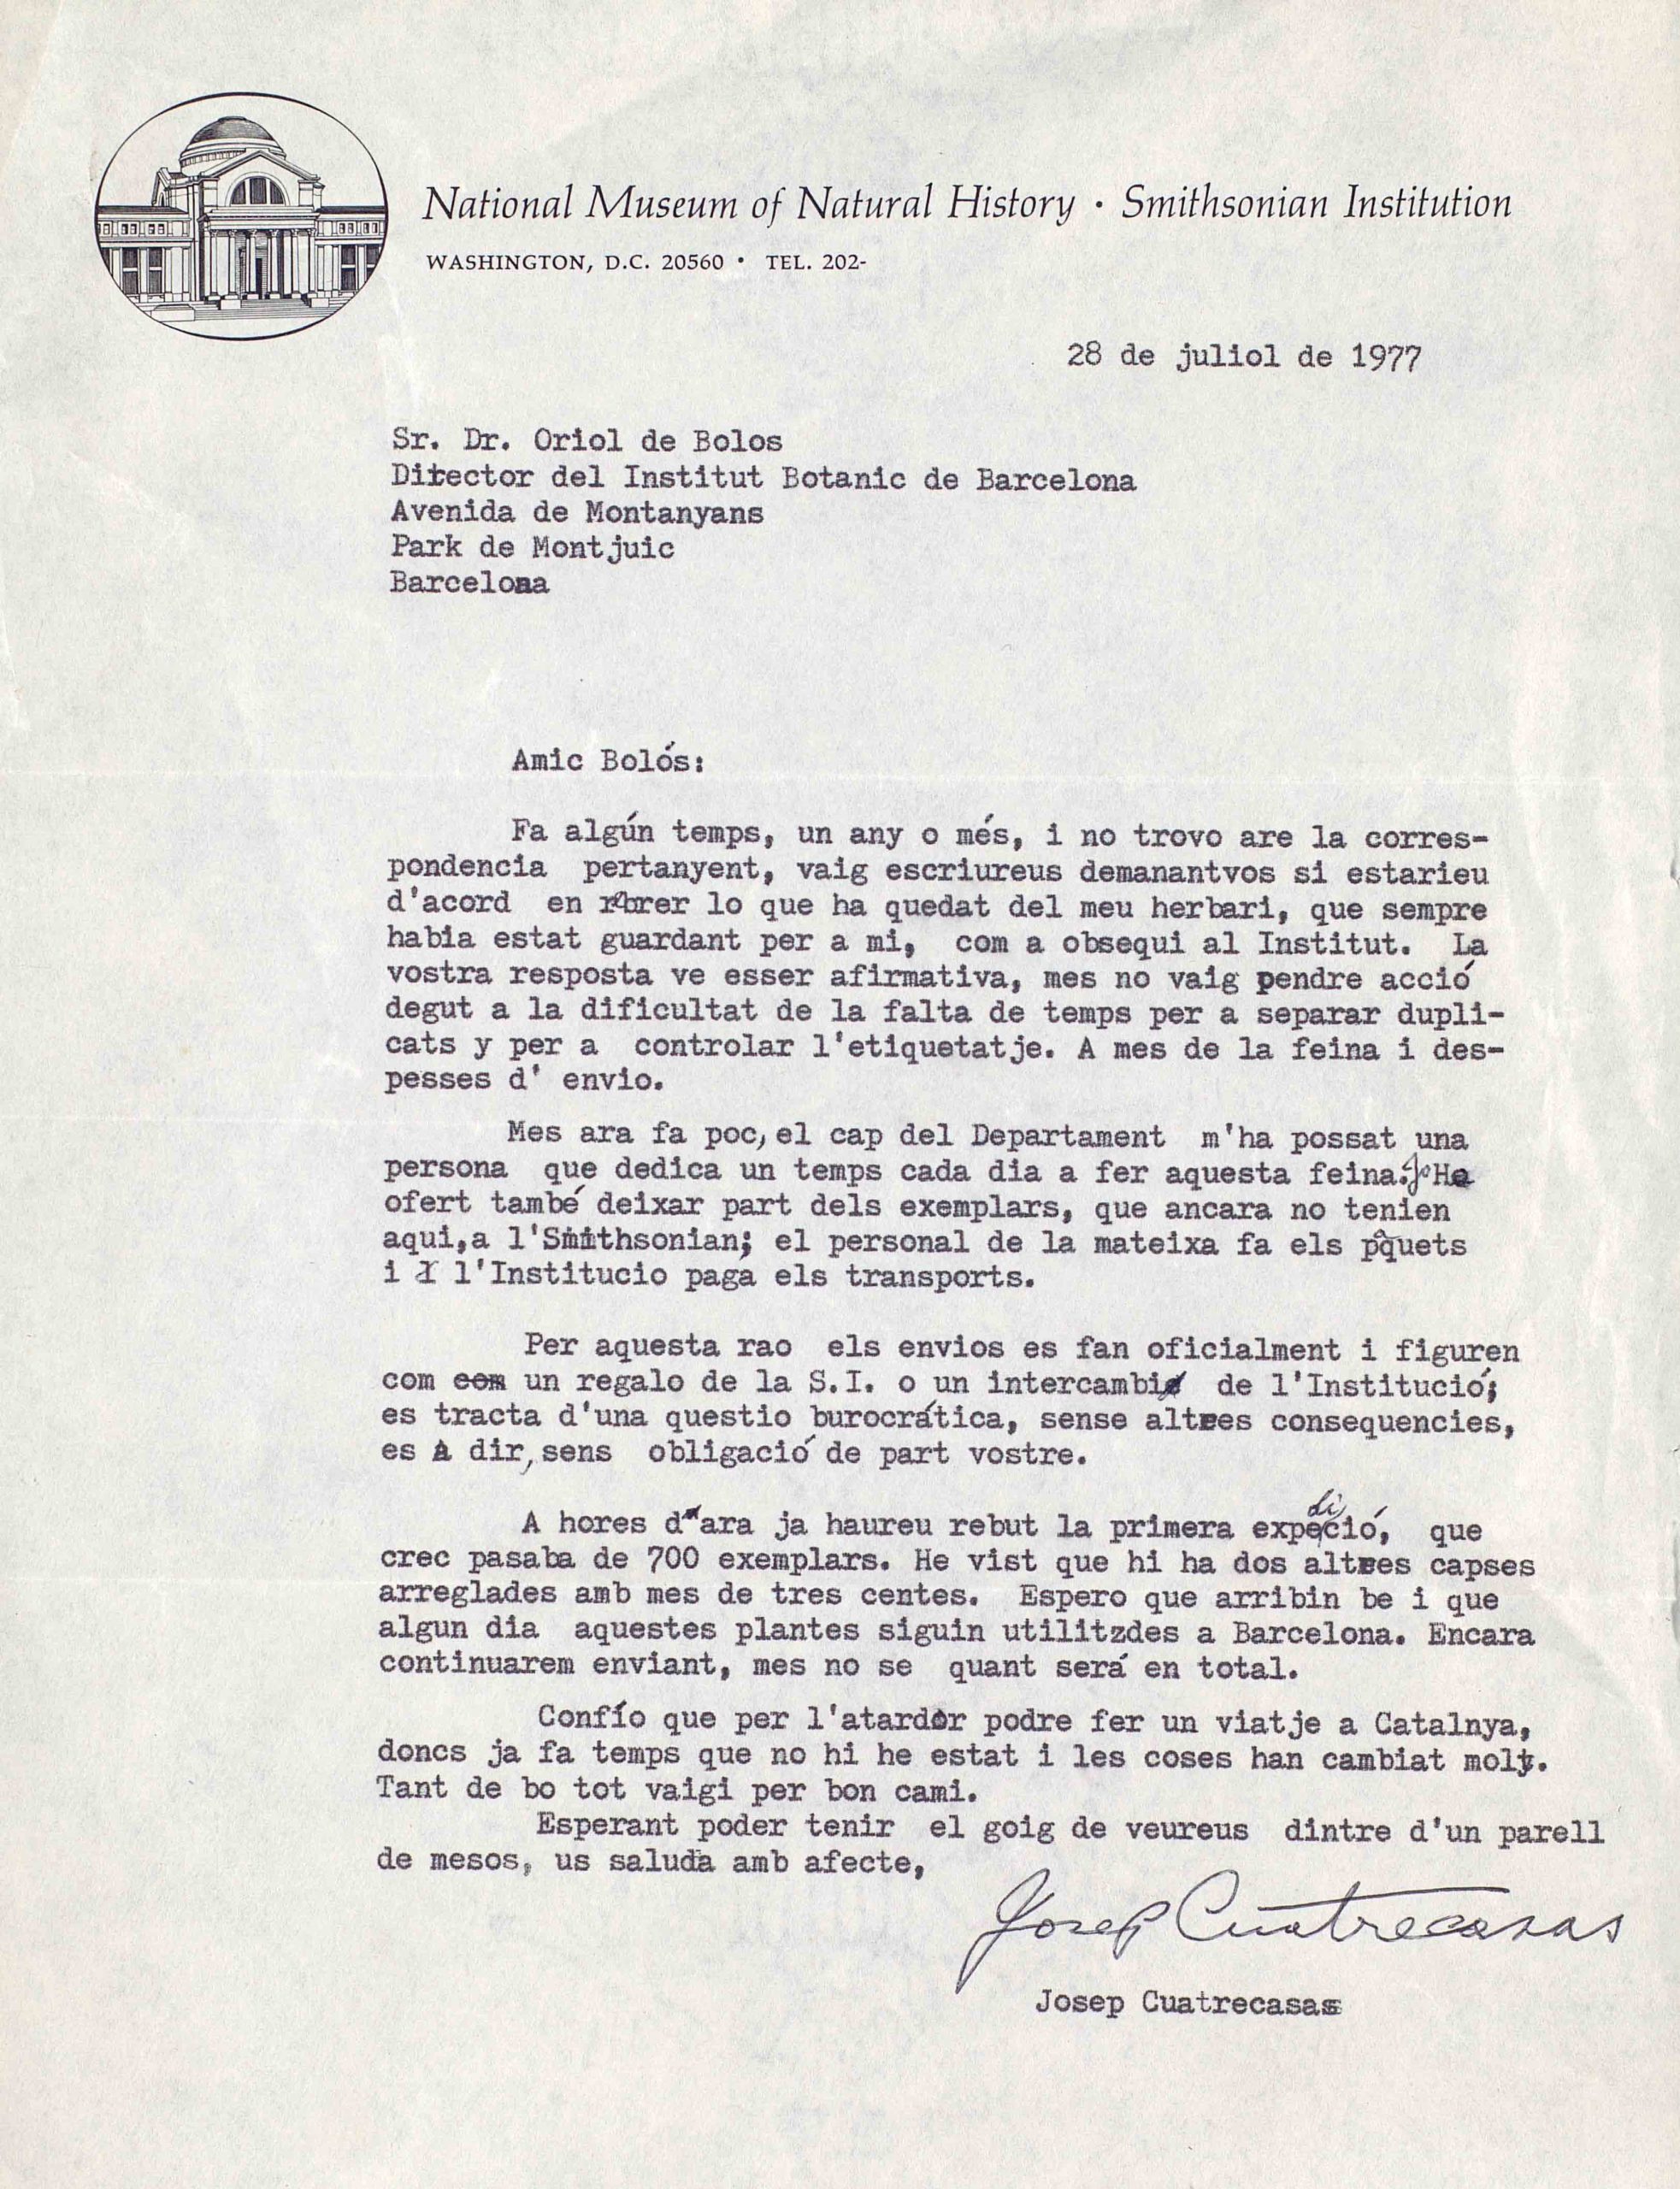 National Museum of Natural History · Smithsonian Institution
WASHINGTON, D.C. 20560 · TEL. 202-
28 de juliol de 1977
Sr. Dr. Oriol de Bolos
Director del Institut Botanic de Barcelona
Avenida de Montanyans
Park de Montjuic
Barcelona
Amic Bolós:
Fa algún temps, un any o més, i no trovo are la corres-
pondencia pertanyent, vaig escriureus demanantvos si estarieu
d'acord en rebrer lo que ha quedat del meu herbari, que sempre
habia estat guardant per a mi, com a obsequi al Institut. La
vostra resposta ve esser afirmativa, mes no vaig pendre acció
degut a la dificultat de la falta de temps per a separar dupli-
cats y per a controlar l'etiquetatje. A mes de la feina i des-
pesses d' envio.
Mes ara fa poc, el cap del Departament m'ha possat una
persona que dedica un temps cada dia a fer aquesta feina. Jo He
ofert també deixar part dels exemplars, que ancara no tenien
aqui, a l'Smithsonian; el personal de la mateixa fa els pâquets
i l'Institucio paga els transports.
Per aquesta rao els envios es fan oficialment i figuren
com com un regalo de la S.I. o un intercambi de l'Institució;
es tracta d'una questio burocrática, sense altres consequencies,
es A dir, sens obligació de part vostre.
A hores d'ara ja haureu rebut la primera expedició, que
crec pasaba de 700 exemplars. He vist que hi ha dos altres capses
arreglades amb mes de tres centes. Espero que arribin be i que
algun dia aquestes plantes siguin utilitzdes a Barcelona. Encara
continuarem enviant, mes no se quant será en total.
Confío que per l'atardor podre fer un viatje a Catalnya,
doncs ja fa temps que no hi he estat i les coses han cambiat molt.
Tant de bo tot vaigi per bon cami.
Esperant poder tenir el goig de veureus dintre d'un parell
de mesos, us saluda amb afecte,
Josep Cuatrecasas
Josep Cuatrecasas